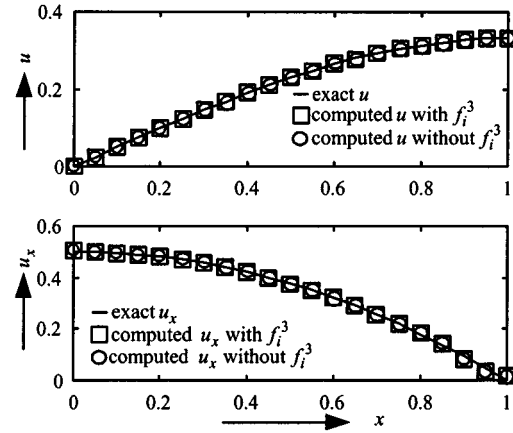 0.4
u
0.2
0
exact u
computed u with f_i^3
computed u without f_i^3
0 0.2 0.4 0.6 0.8 1
0.6
u_x
0.4
0.2
0
exact u_x
computed u_x with f_i^3
computed u_x without f_i^3
0 0.2 0.4 0.6 0.8 1
x